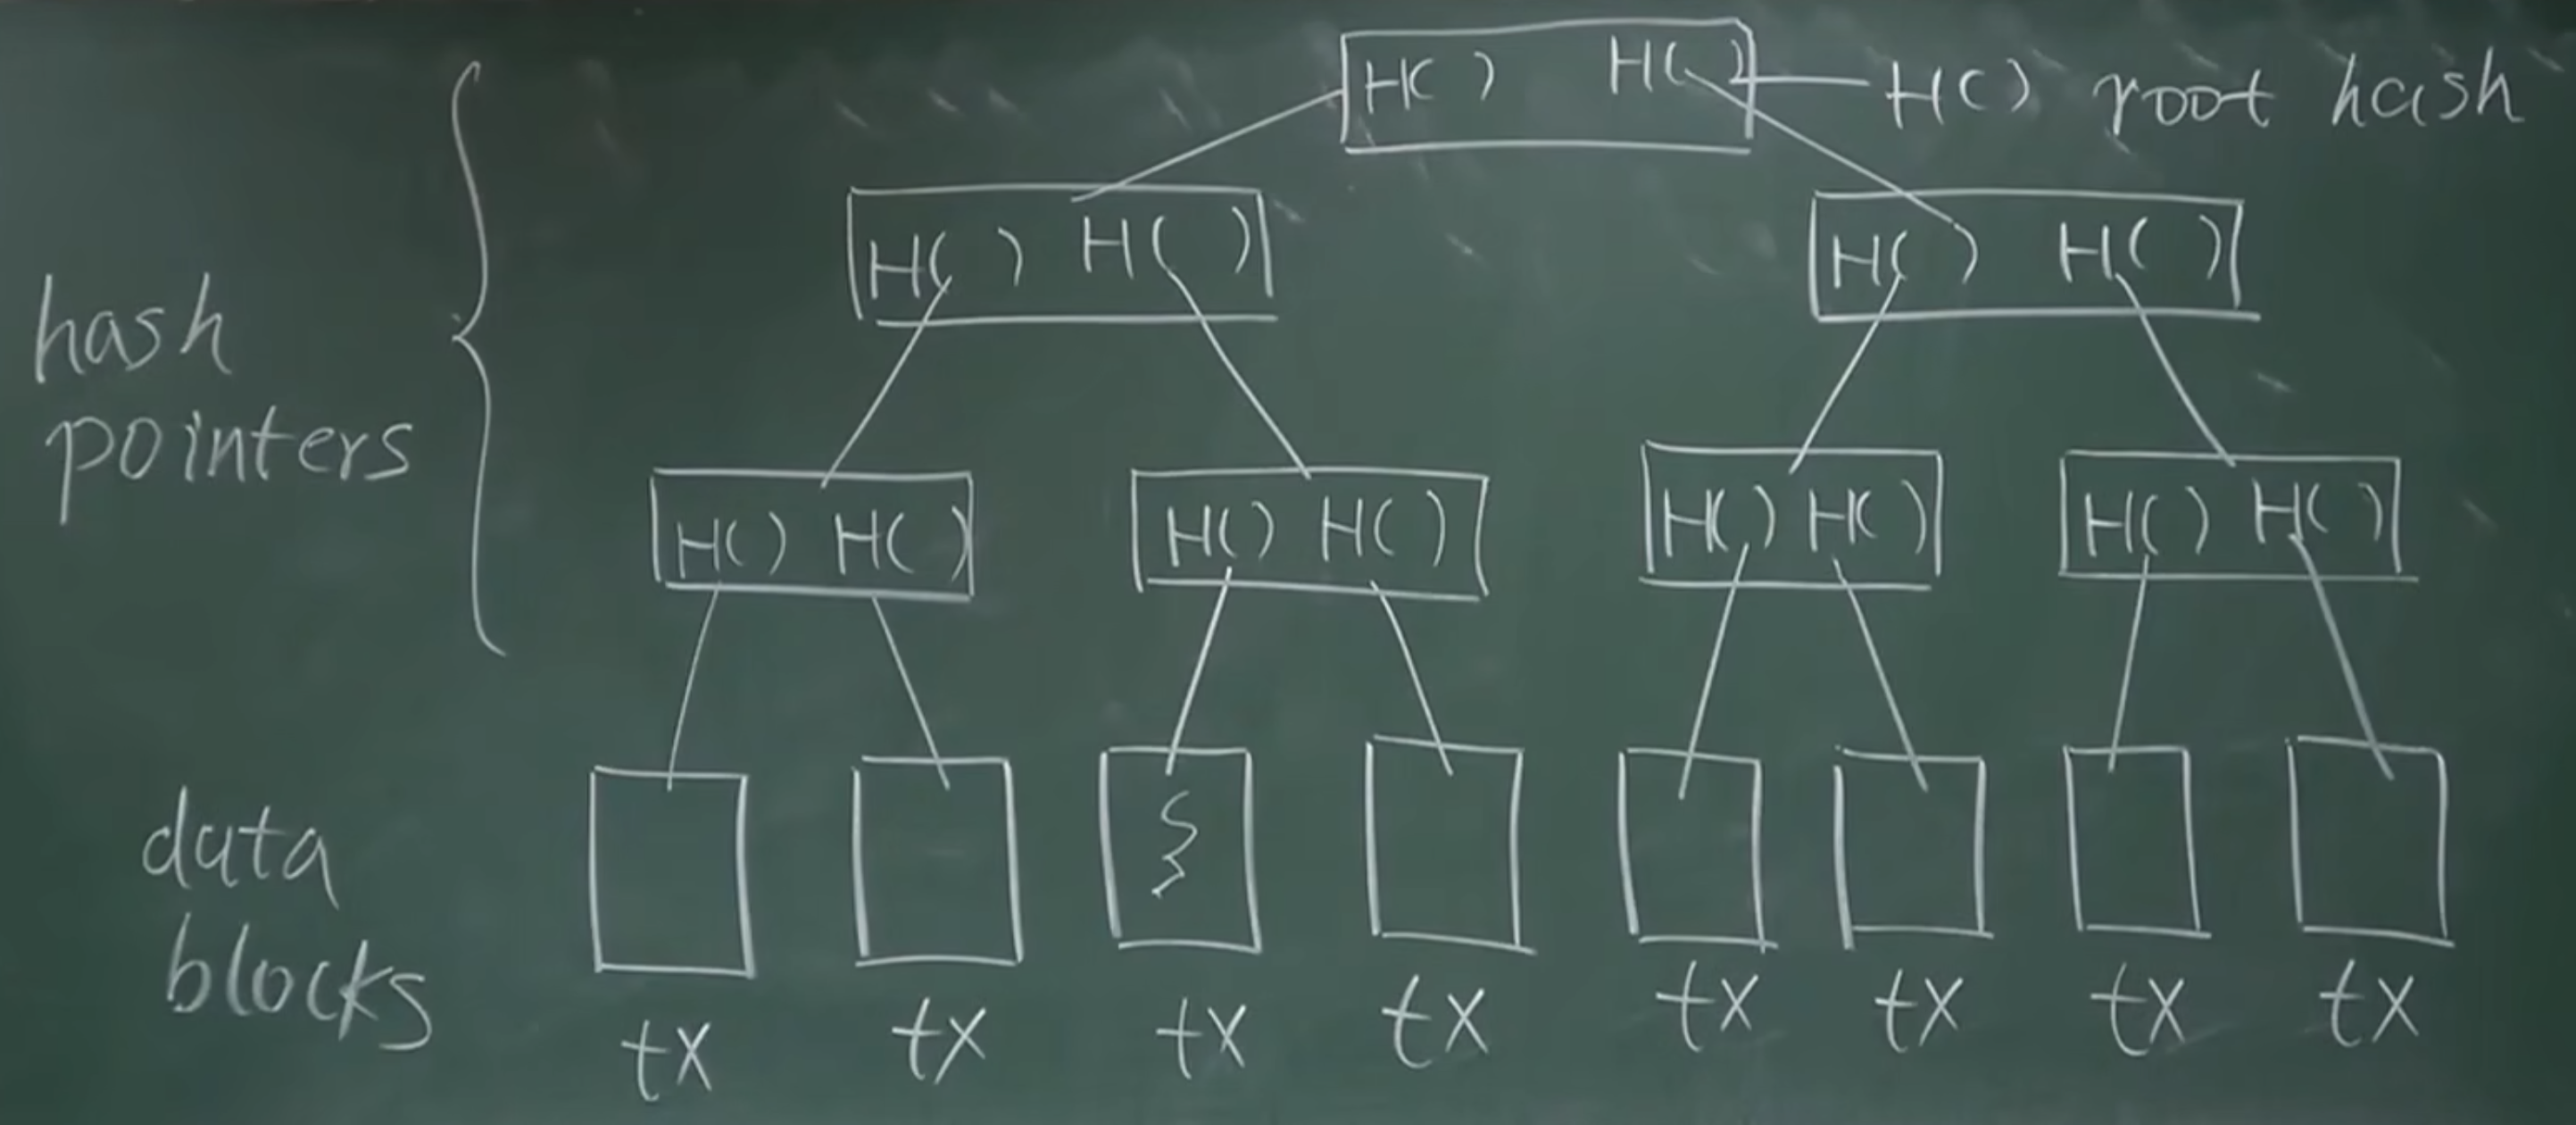 H( ) H( ) H( ) root hash
H( ) H( ) H( ) H( )
hash
pointers
H( ) H( ) H( ) H( ) H( ) H( ) H( ) H( )
data
blocks
tx tx tx tx tx tx tx tx